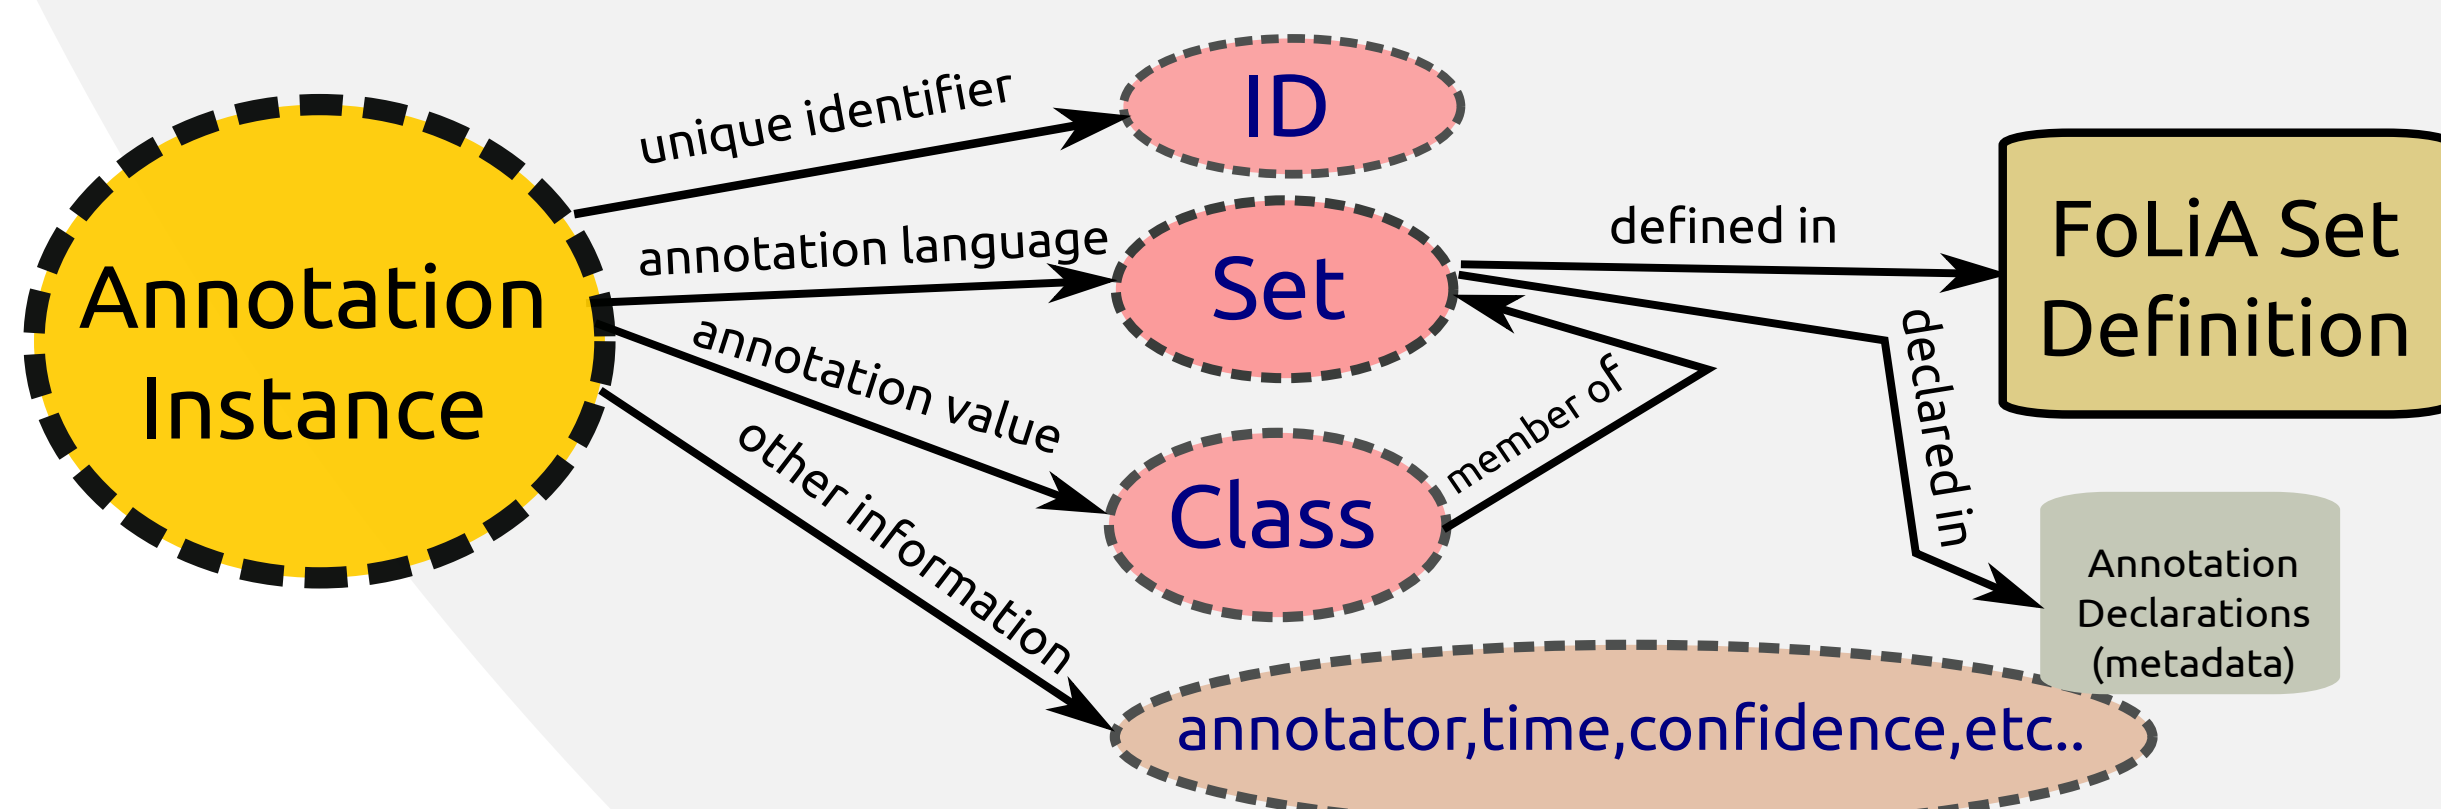 Annotation
Instance
unique identifier
ID
annotation language
Set
annotation value
Class
other information
annotator,time,confidence,etc..
member of
defined in
FoLiA Set
Definition
declared in
Annotation
Declarations
(metadata)